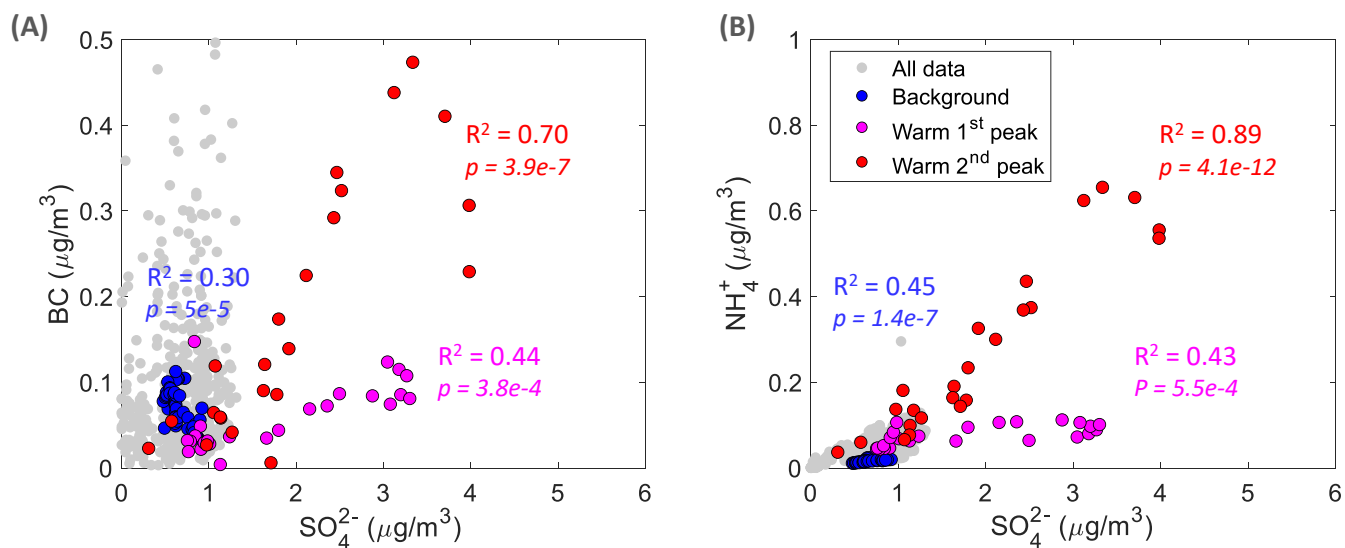 (A)
0.5
0.4
0.3
0.2
0.1
0
0 1 2 3 4 5 6
BC (μg/m³)
SO₄²⁻ (μg/m³)
R² = 0.70
p = 3.9e-7
R² = 0.30
p = 5e-5
R² = 0.44
p = 3.8e-4
(B)
1
0.8
0.6
0.4
0.2
0
0 1 2 3 4 5 6
NH₄⁺ (μg/m³)
SO₄²⁻ (μg/m³)
All data
Background
Warm 1ˢᵗ peak
Warm 2ⁿᵈ peak
R² = 0.89
p = 4.1e-12
R² = 0.45
p = 1.4e-7
R² = 0.43
P = 5.5e-4